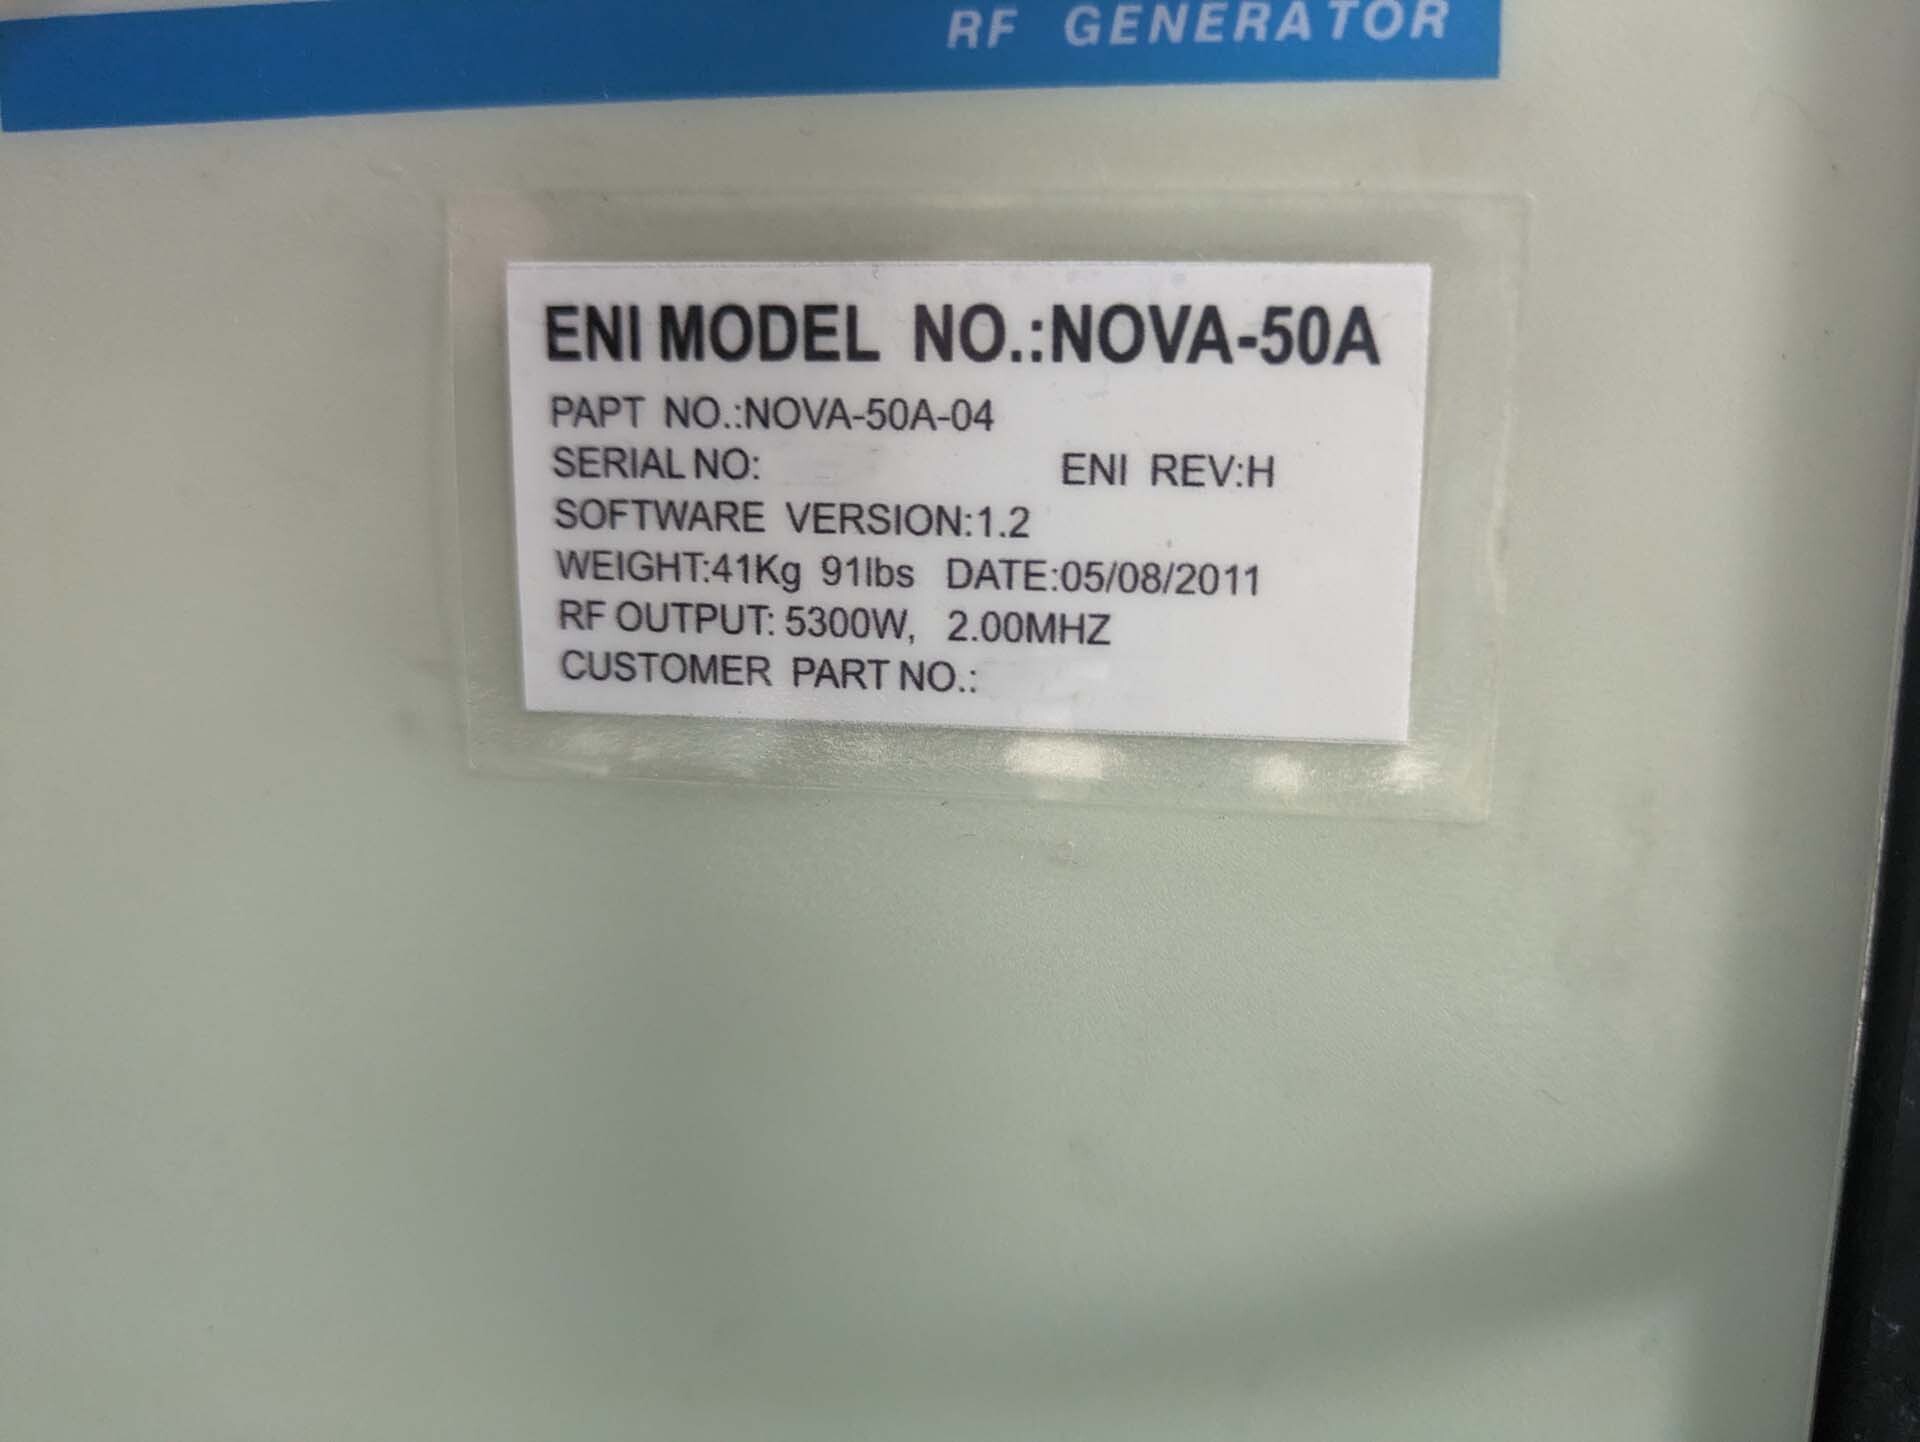 RF GENERATOR
ENI MODEL NO.:NOVA-50A
PAPT NO.:NOVA-50A-04
SERIAL NO: ENI REV:H
SOFTWARE VERSION:1.2
WEIGHT:41Kg 91lbs DATE:05/08/2011
RF OUTPUT: 5300W, 2.00MHZ
CUSTOMER PART NO.: